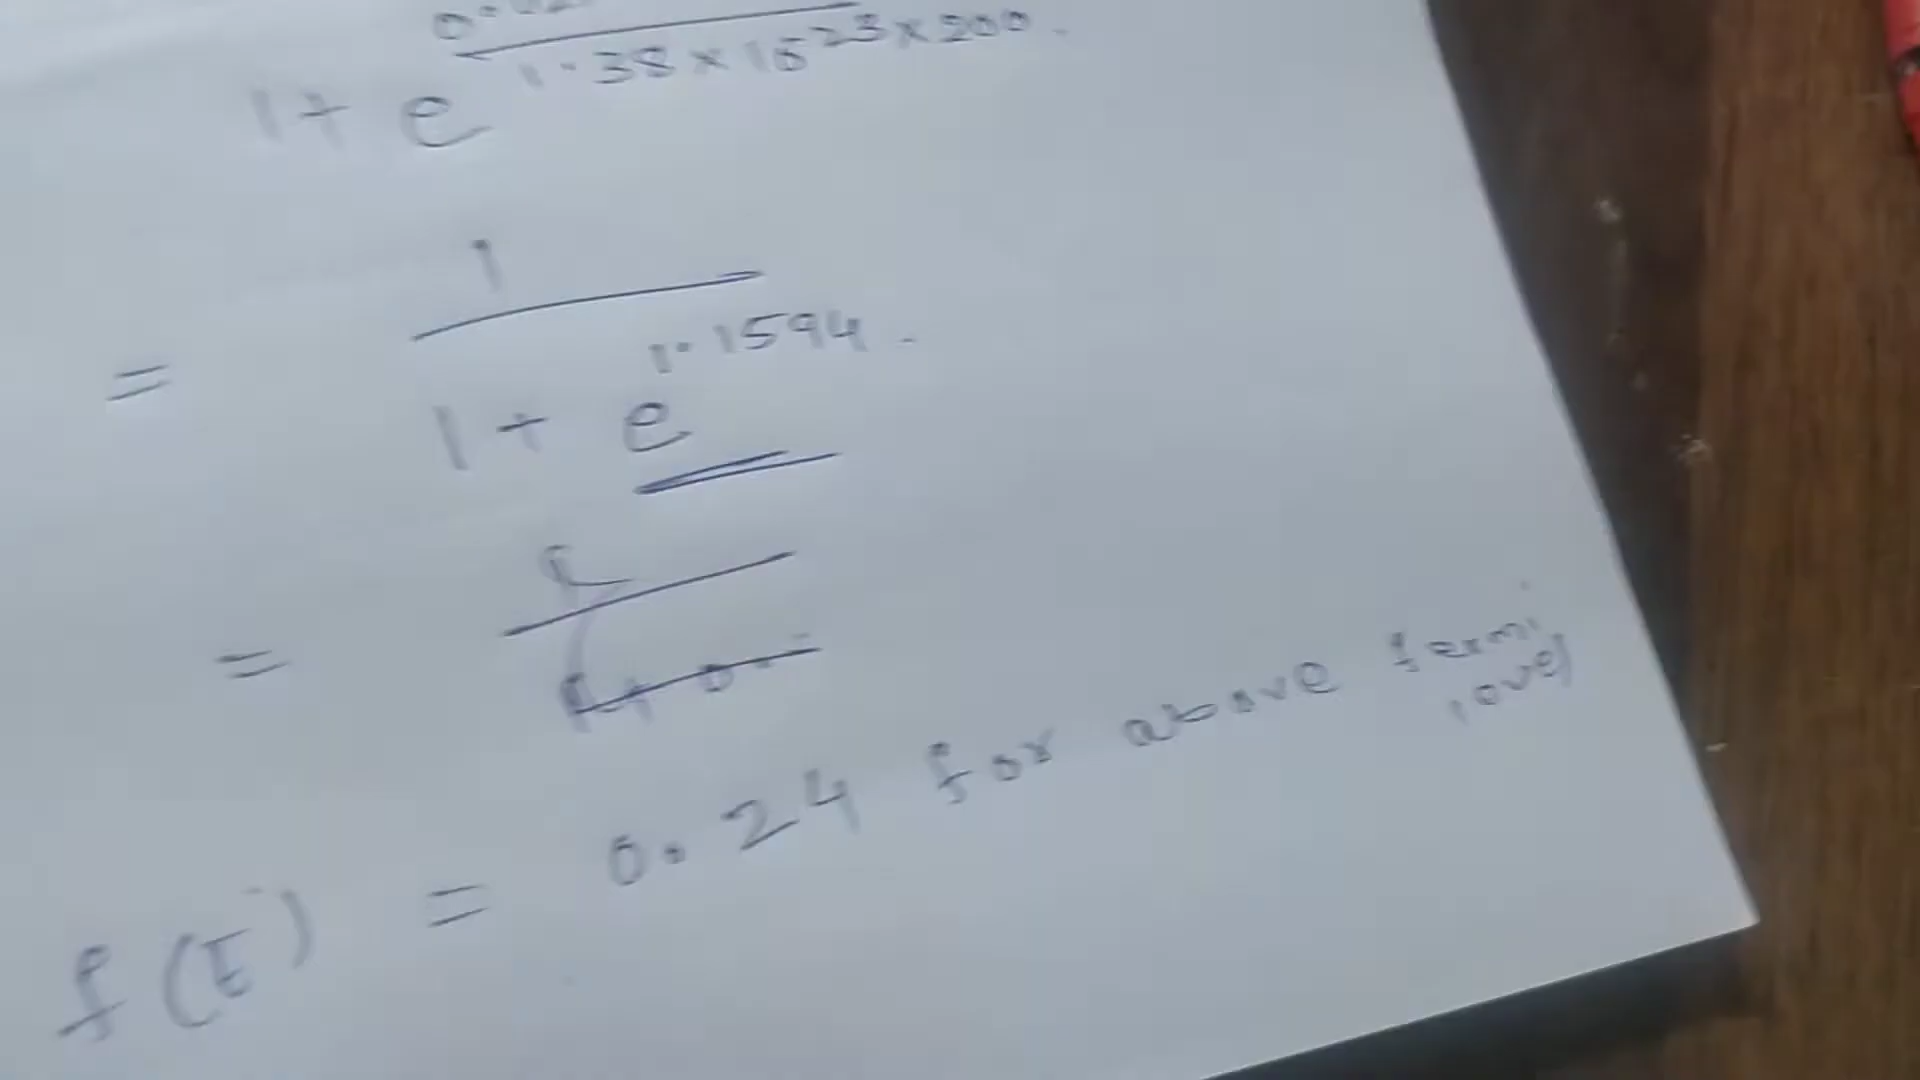 1.38 × 10^23 × 200
1 + e
1
= 1.1594
1 + e
=
f(E) = 0.24 for above fermi
level